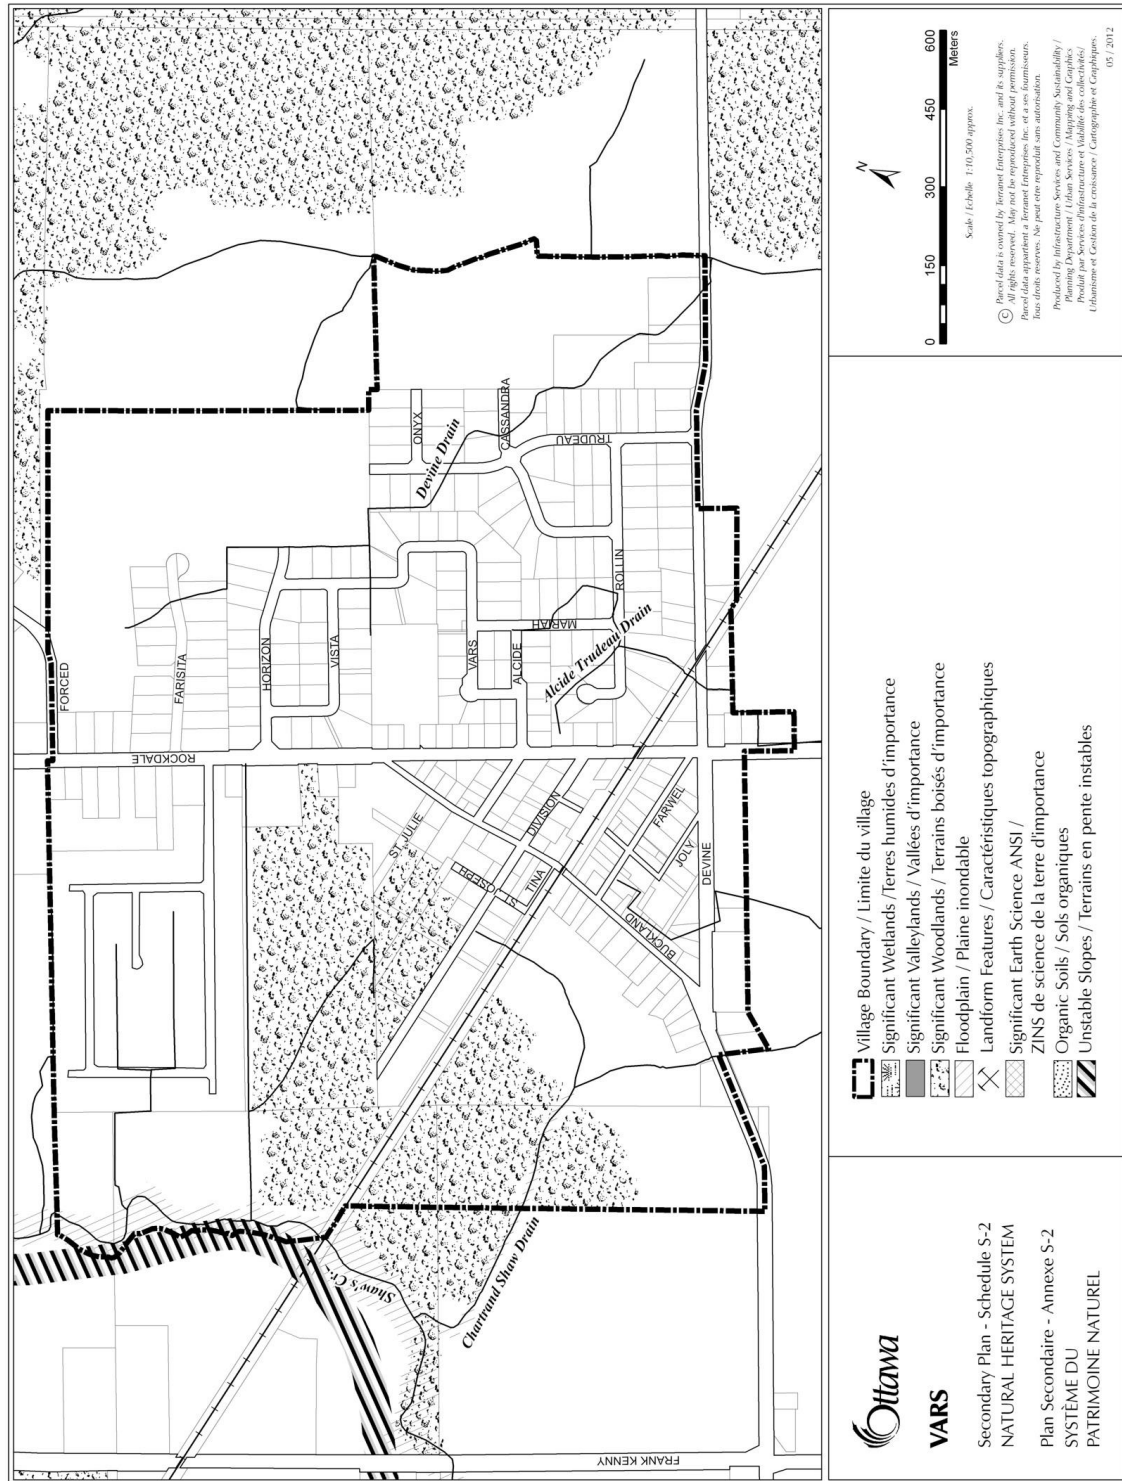 FORCED
FARISITA
HORIZON
VISTA
ROCKDALE
ONYX
CASSANDRA
Devine Drain
TRUDEAU
VARS
ALCIDE
MARIAH
ROLLIN
Alcide Trudeau Drain
ST. JULIE
DIVISION
ST. JOSEPH
TINA
FARWEL
JOLY
BUCKLAND
DEVINE
Shaw's C
Chartrand Shaw Drain
FRANK KENNY
Ottawa
VARS
Secondary Plan - Schedule S-2
NATURAL HERITAGE SYSTEM
Plan Secondaire - Annexe S-2
SYSTÈME DU
PATRIMOINE NATUREL
Village Boundary / Limite du village
Significant Wetlands /Terres humides d'importance
Significant Valleylands / Vallées d'importance
Significant Woodlands / Terrains boisés d'importance
Floodplain / Plaine inondable
Landform Features / Caractéristiques topographiques
Significant Earth Science ANSI /
ZINS de science de la terre d'importance
Organic Soils / Sols organiques
Unstable Slopes / Terrains en pente instables
N
0 150 300 450 600
Meters
Scale / Echelle 1:10,500 approx.
© Parcel data is owned by Teranet Enterprises Inc. and its suppliers.
All rights reserved. May not be reproduced without permission.
Parcel data appartient a Teranet Entreprises Inc. et a ses fournisseurs.
Tous droits reserves. Ne peut etre reproduit sans autorisation.
Produced by Infrastructure Services and Community Sustainability /
Planning Department / Urban Services / Mapping and Graphics
Produit par Services d'infrastructure et Viabilité des collectivités/
Urbanisme et Gestion de la croissance / Cartographie et Graphiques.
05 / 2012